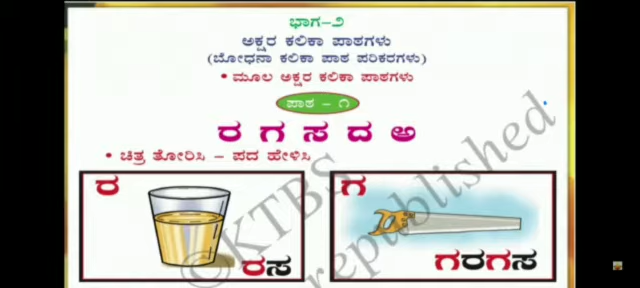 ಭಾಗ-೨
ಅಕ್ಷರ ಕಲಿಕಾ ಪಾಠಗಳು
(ಬೋಧನಾ ಕಲಿಕಾ ಪಾಠ ಪರಿಕರಗಳು)
• ಮೂಲ ಅಕ್ಷರ ಕಲಿಕಾ ಪಾಠಗಳು
ಪಾಠ - ೧
ರ ಗ ಸ ದ ಅ
• ಚಿತ್ರ ತೋರಿಸಿ - ಪದ ಹೇಳಿಸಿ
ರ
ರಸ
ಗ
ಗರಗಸ
©KTBS
republished